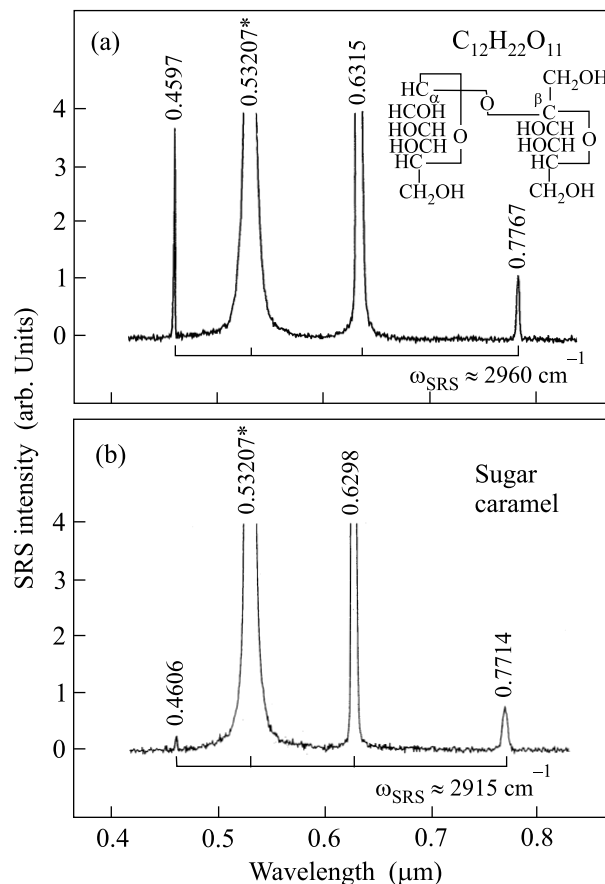 (a)
C12H22O11
0.4597
0.53207*
0.6315
0.7767
CH2OH
HCα
O
β
C
HCOH
HOCH
HOCH
HC
O
CH2OH
HOCH
HOCH
HC
O
CH2OH
4
3
2
1
0
ωSRS ≈ 2960 cm−1
SRS intensity (arb. Units)
(b)
Sugar
caramel
0.4606
0.53207*
0.6298
0.7714
4
3
2
1
0
ωSRS ≈ 2915 cm−1
0.4 0.5 0.6 0.7 0.8
Wavelength (μm)